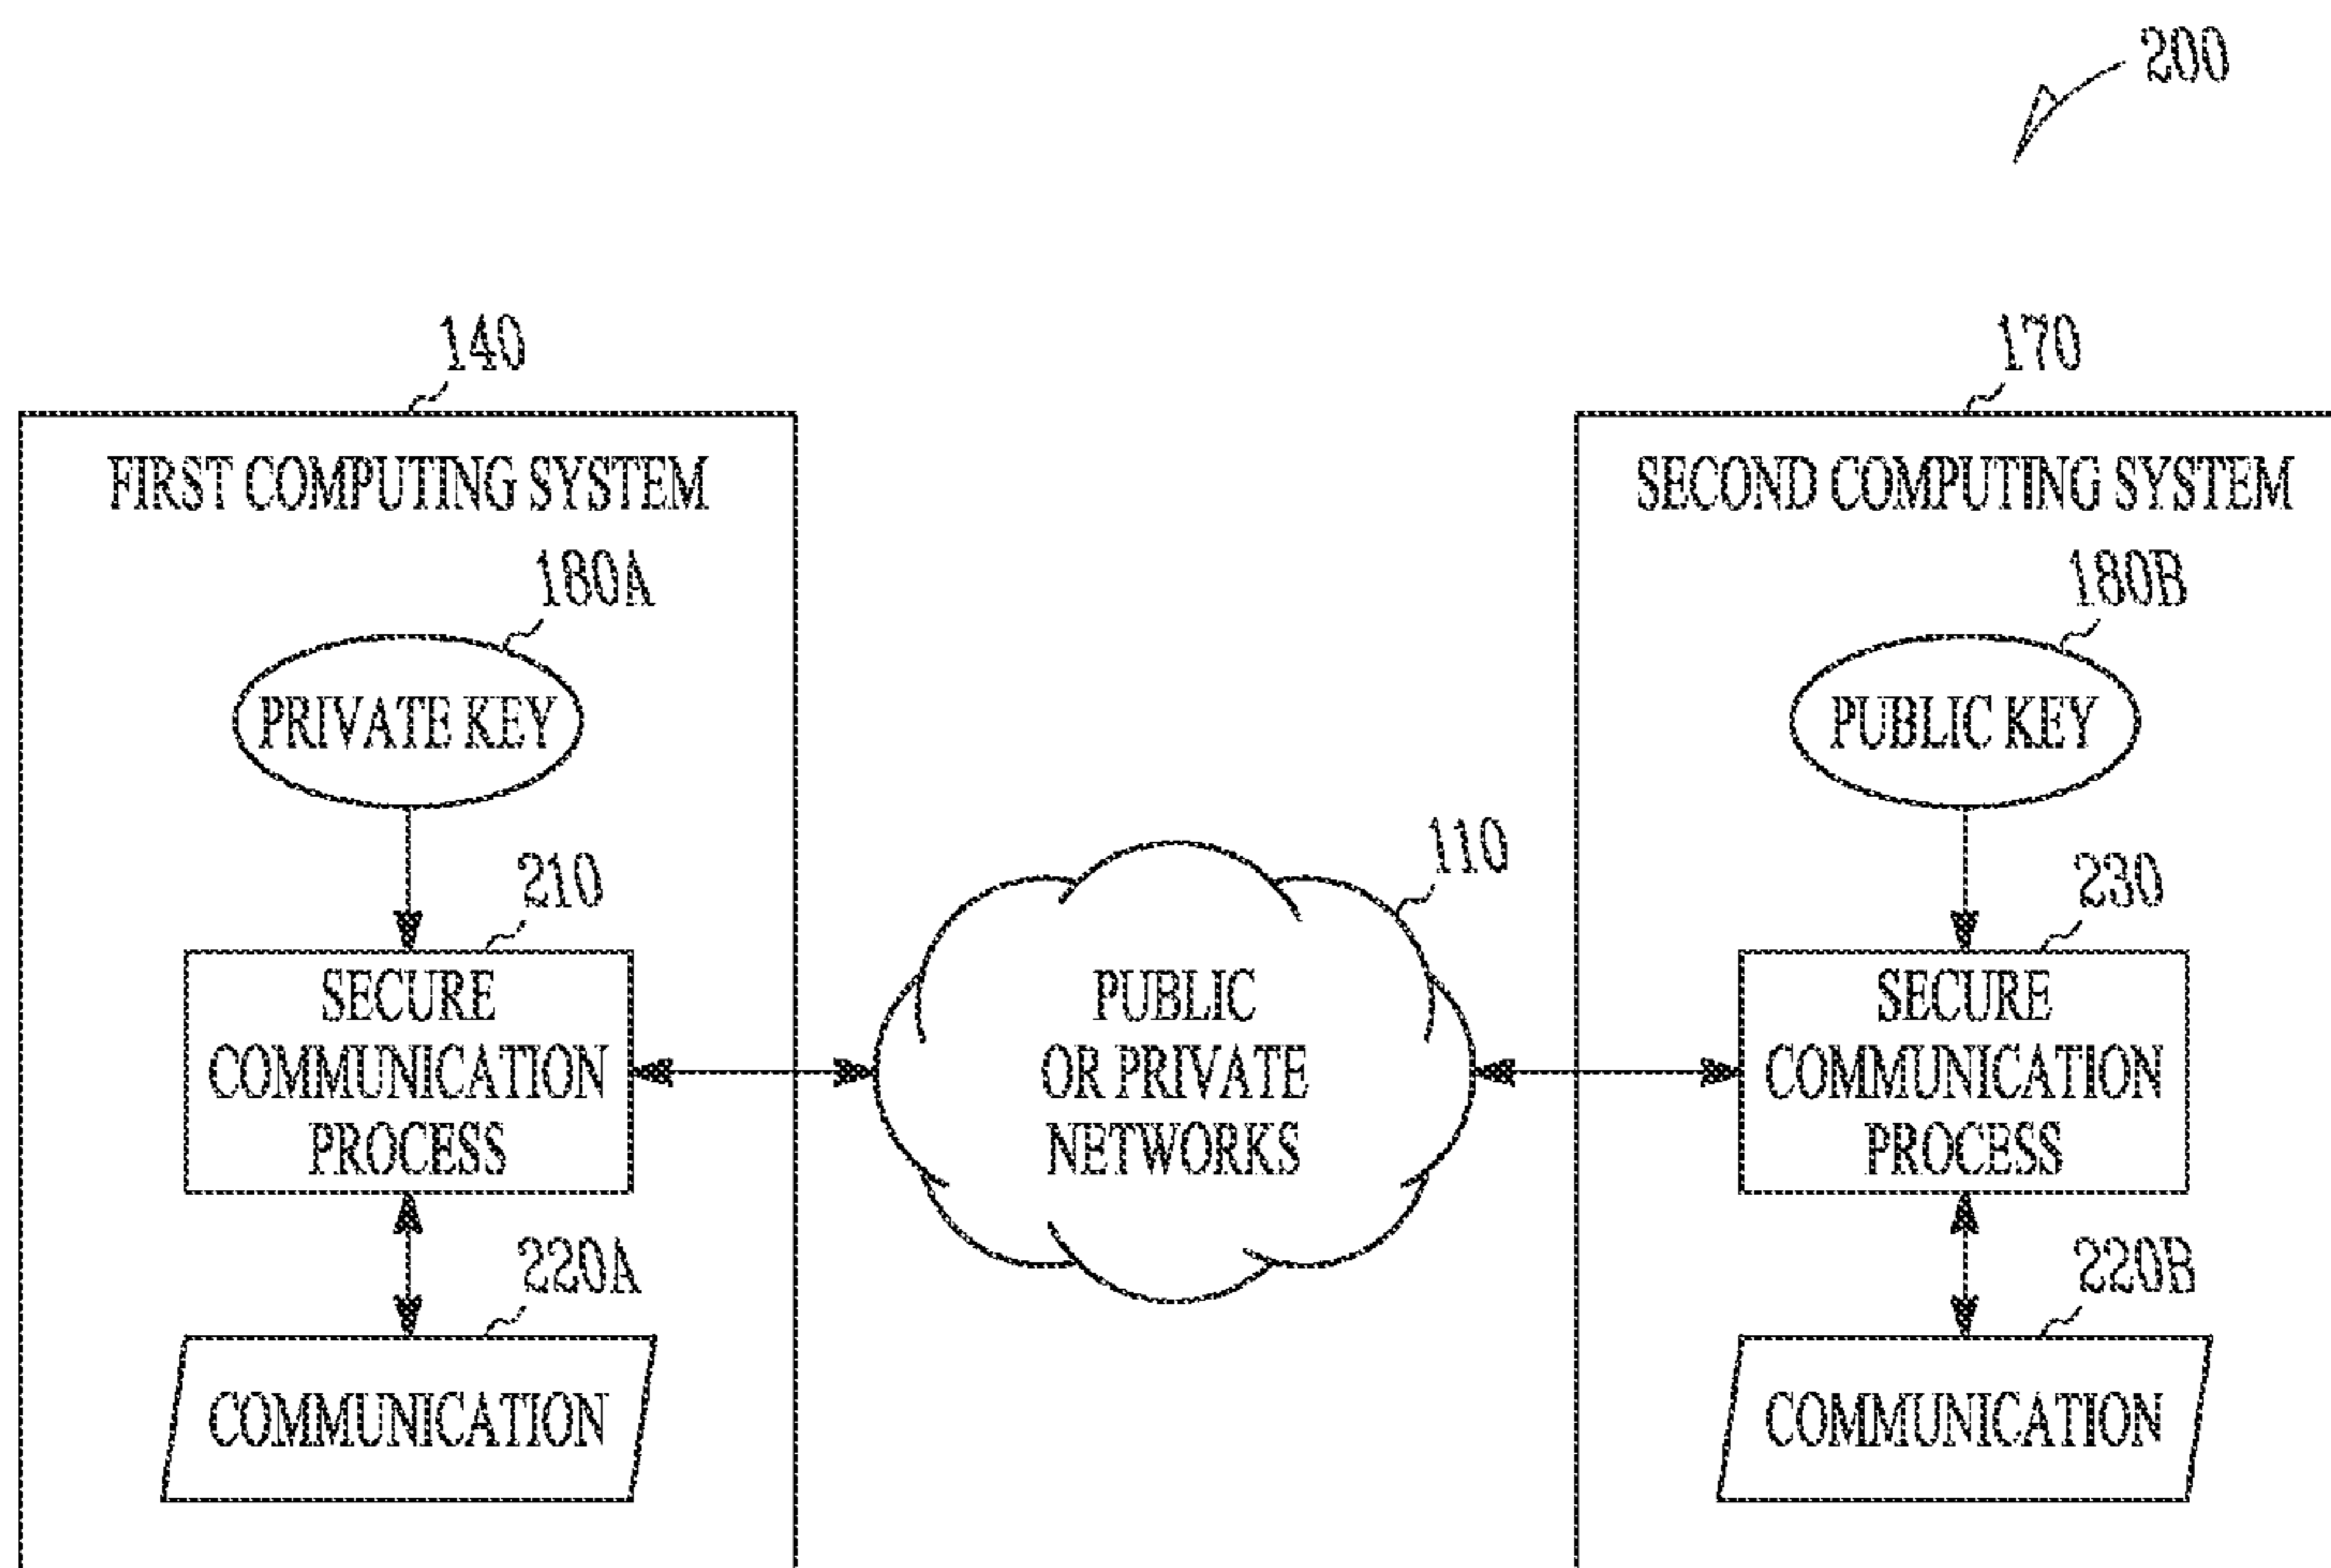 200
140
FIRST COMPUTING SYSTEM
180A
PRIVATE KEY
210
SECURE
COMMUNICATION
PROCESS
220A
COMMUNICATION
110
PUBLIC
OR PRIVATE
NETWORKS
170
SECOND COMPUTING SYSTEM
180B
PUBLIC KEY
230
SECURE
COMMUNICATION
PROCESS
220B
COMMUNICATION